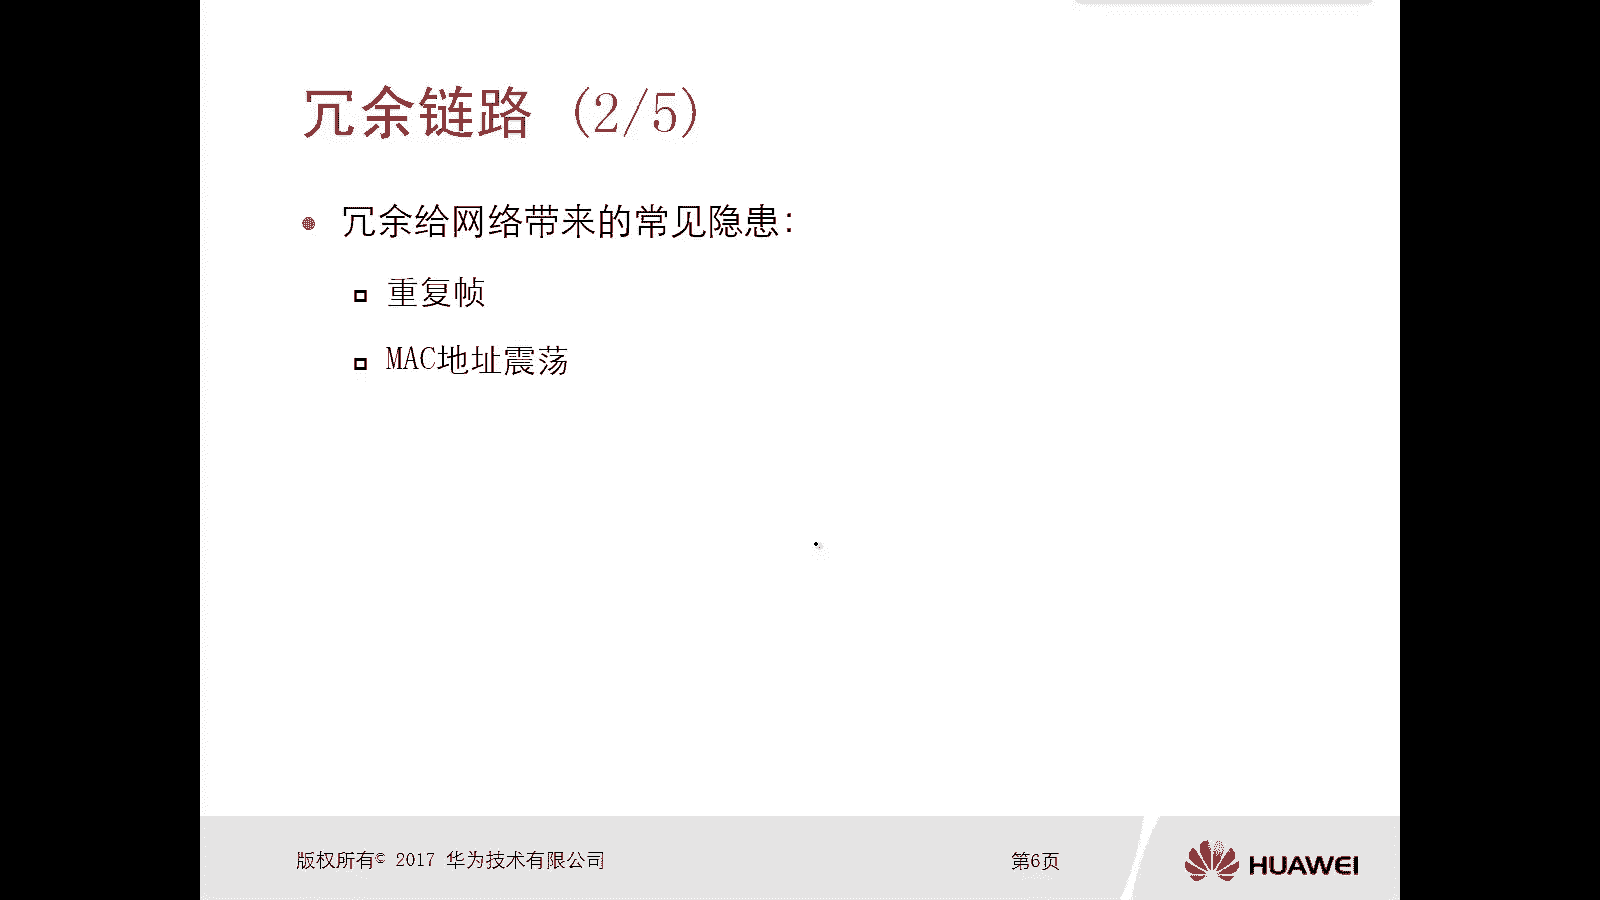 冗余链路 (2/5)
冗余给网络带来的常见隐患:
重复帧
MAC地址震荡
版权所有© 2017 华为技术有限公司
第6页
HUAWEI